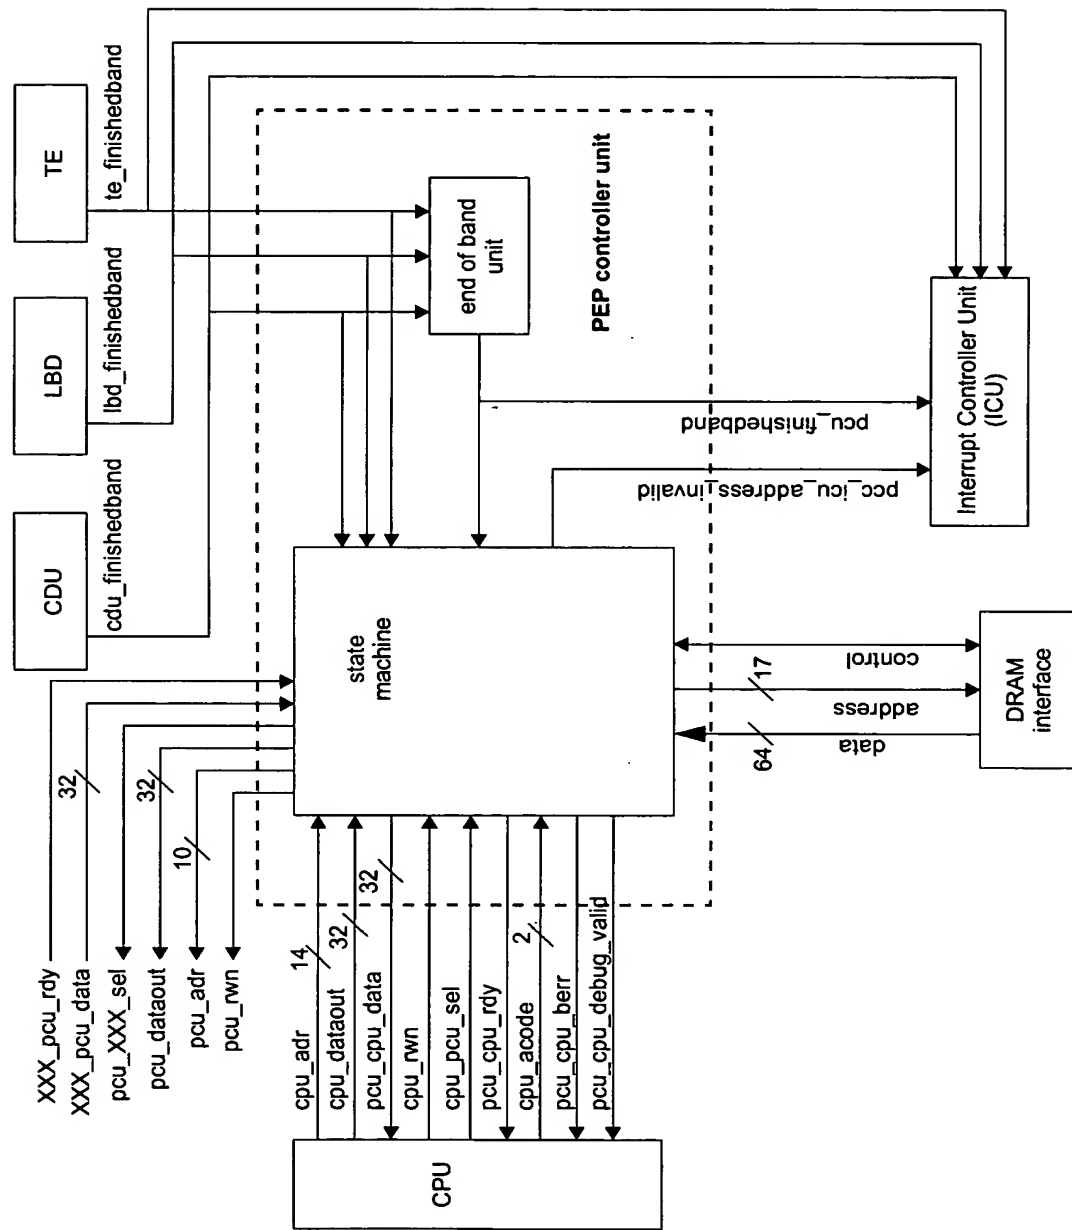 XXX_pcu_rdy
XXX_pcu_data
32
pcu_XXX_sel
pcu_dataout
32
pcu_adr
10
pcu_rwn
CDU
cdu_finishedband
LBD
lbd_finishedband
TE
te_finishedband
CPU
cpu_adr
14
cpu_dataout
32
pcu_cpu_data
32
cpu_rwn
cpu_pcu_sel
pcu_cpu_rdy
cpu_acode
2
pcu_cpu_berr
pcu_cpu_debug_valid
state
machine
end of band
unit
PEP controller unit
pcu_finishedband
pcc_icu_address_invalid
control
17
address
64
data
DRAM
interface
Interrupt Controller Unit
(ICU)